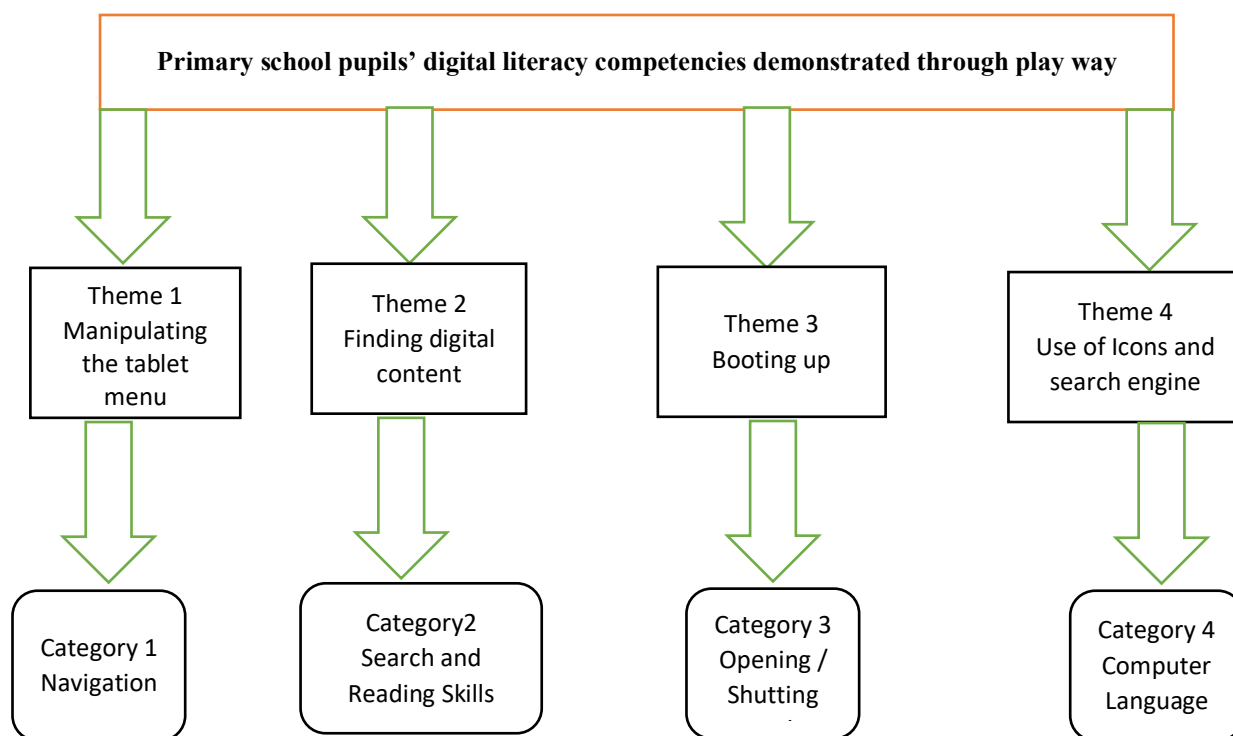 Primary school pupils’ digital literacy competencies demonstrated through play way
Theme 1
Manipulating
the tablet
menu
Theme 2
Finding digital
content
Theme 3
Booting up
Theme 4
Use of Icons and
search engine
Category 1
Navigation
Category2
Search and
Reading Skills
Category 3
Opening /
Shutting
Category 4
Computer
Language